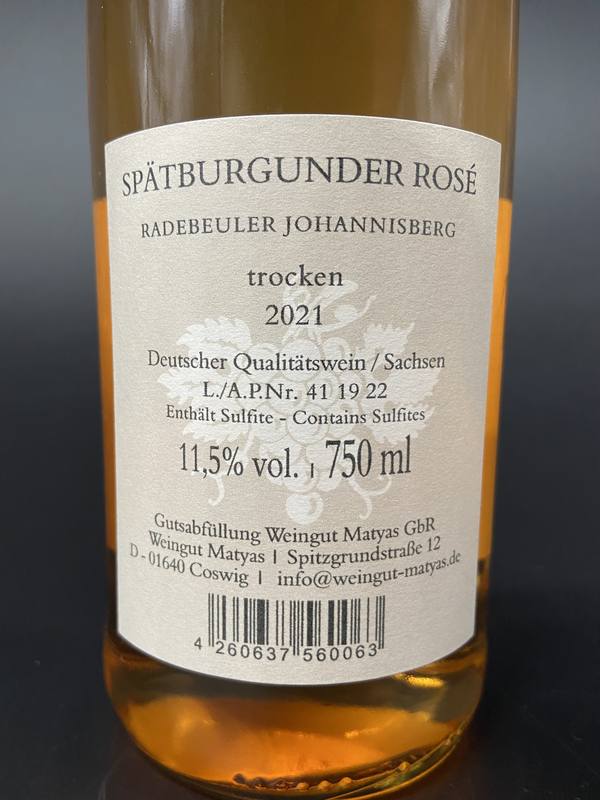 SPÄTBURGUNDER ROSÉ
RADEBEULER JOHANNISBERG
trocken
2021
Deutscher Qualitätswein / Sachsen
L./A.P.Nr. 41 19 22
Enthält Sulfite - Contains Sulfites
11,5% vol. | 750 ml
Gutsabfüllung Weingut Matyas GbR
Weingut Matyas | Spitzgrundstraße 12
D - 01640 Coswig | info@weingut-matyas.de
4 260637 560063